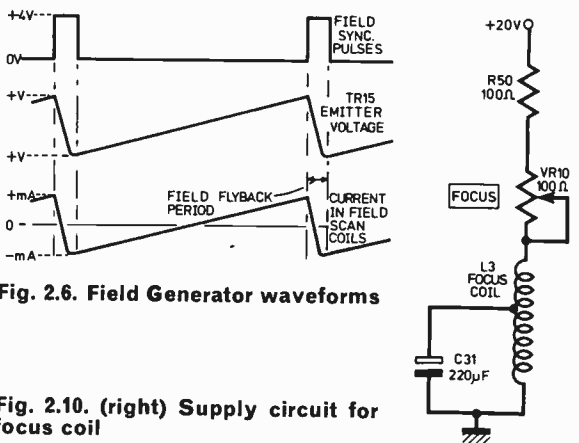 +4V
FIELD
SYNC.
PULSES
0V
+V
TR15
EMITTER
VOLTAGE
+V
+mA
FIELD FLYBACK
PERIOD
CURRENT
IN FIELD
SCAN
COILS
0
-mA
Fig. 2.6. Field Generator waveforms
+20V
R50
100Ω
VR10
100Ω
FOCUS
L3
FOCUS
COIL
C31
220μF
Fig. 2.10. (right) Supply circuit for
focus coil